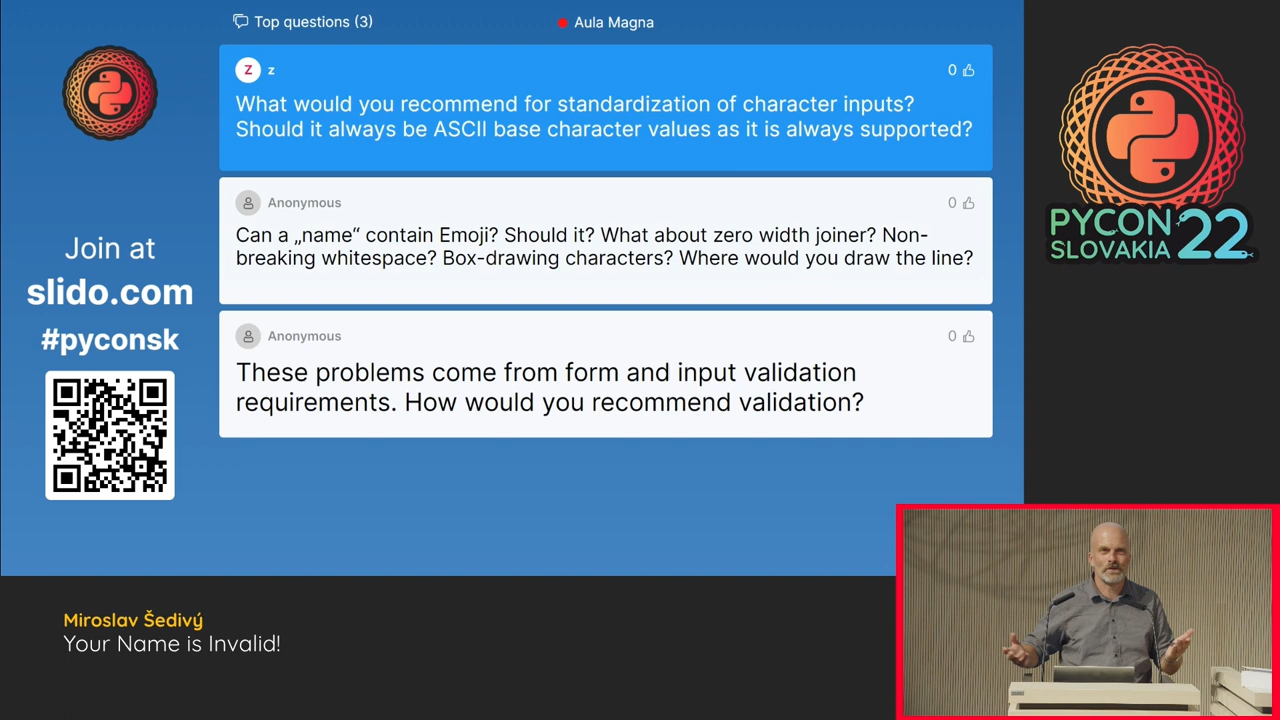 Top questions (3)
Aula Magna
Z z
0
What would you recommend for standardization of character inputs?
Should it always be ASCII base character values as it is always supported?
Anonymous
0
Can a „name“ contain Emoji? Should it? What about zero width joiner? Non-
breaking whitespace? Box-drawing characters? Where would you draw the line?
Anonymous
0
These problems come from form and input validation
requirements. How would you recommend validation?
Join at
slido.com
#pyconsk
PYCON
SLOVAKIA
22
Miroslav Šedivý
Your Name is Invalid!